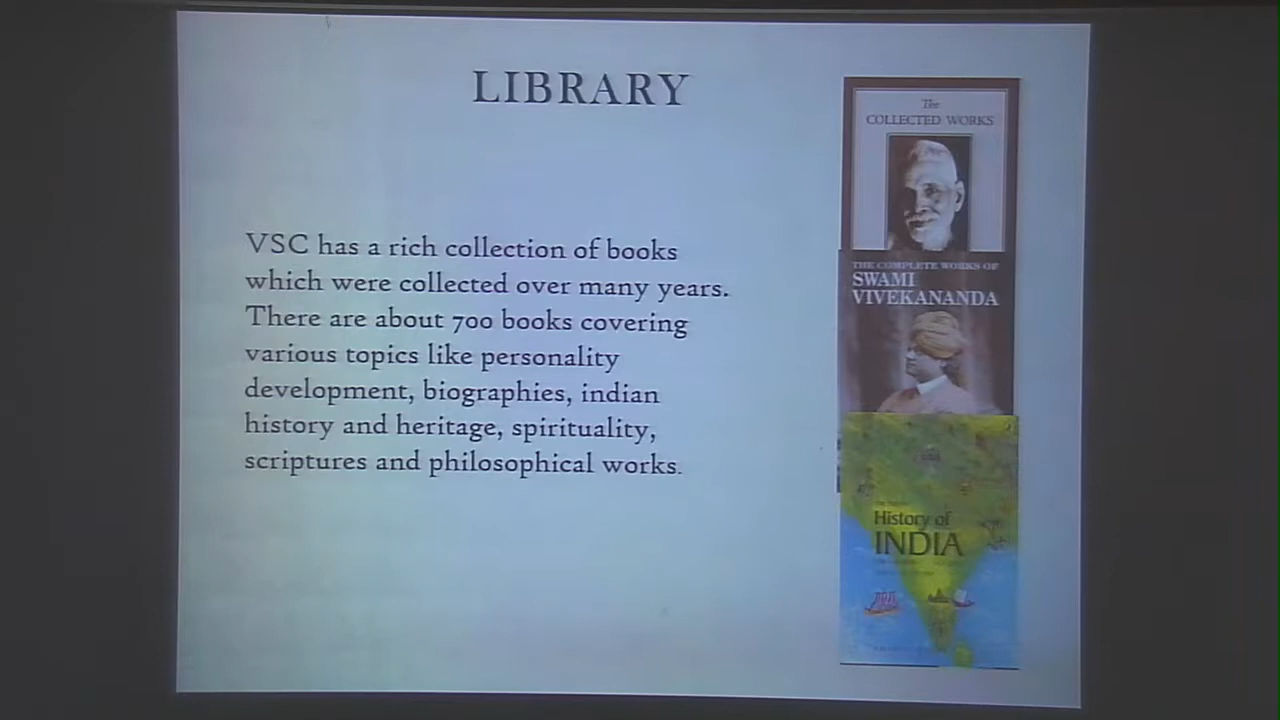 LIBRARY
VSC has a rich collection of books
which were collected over many years.
There are about 700 books covering
various topics like personality
development, biographies, indian
history and heritage, spirituality,
scriptures and philosophical works.
The
COLLECTED WORKS
THE COMPLETE WORKS OF
SWAMI
VIVEKANANDA
History of
INDIA